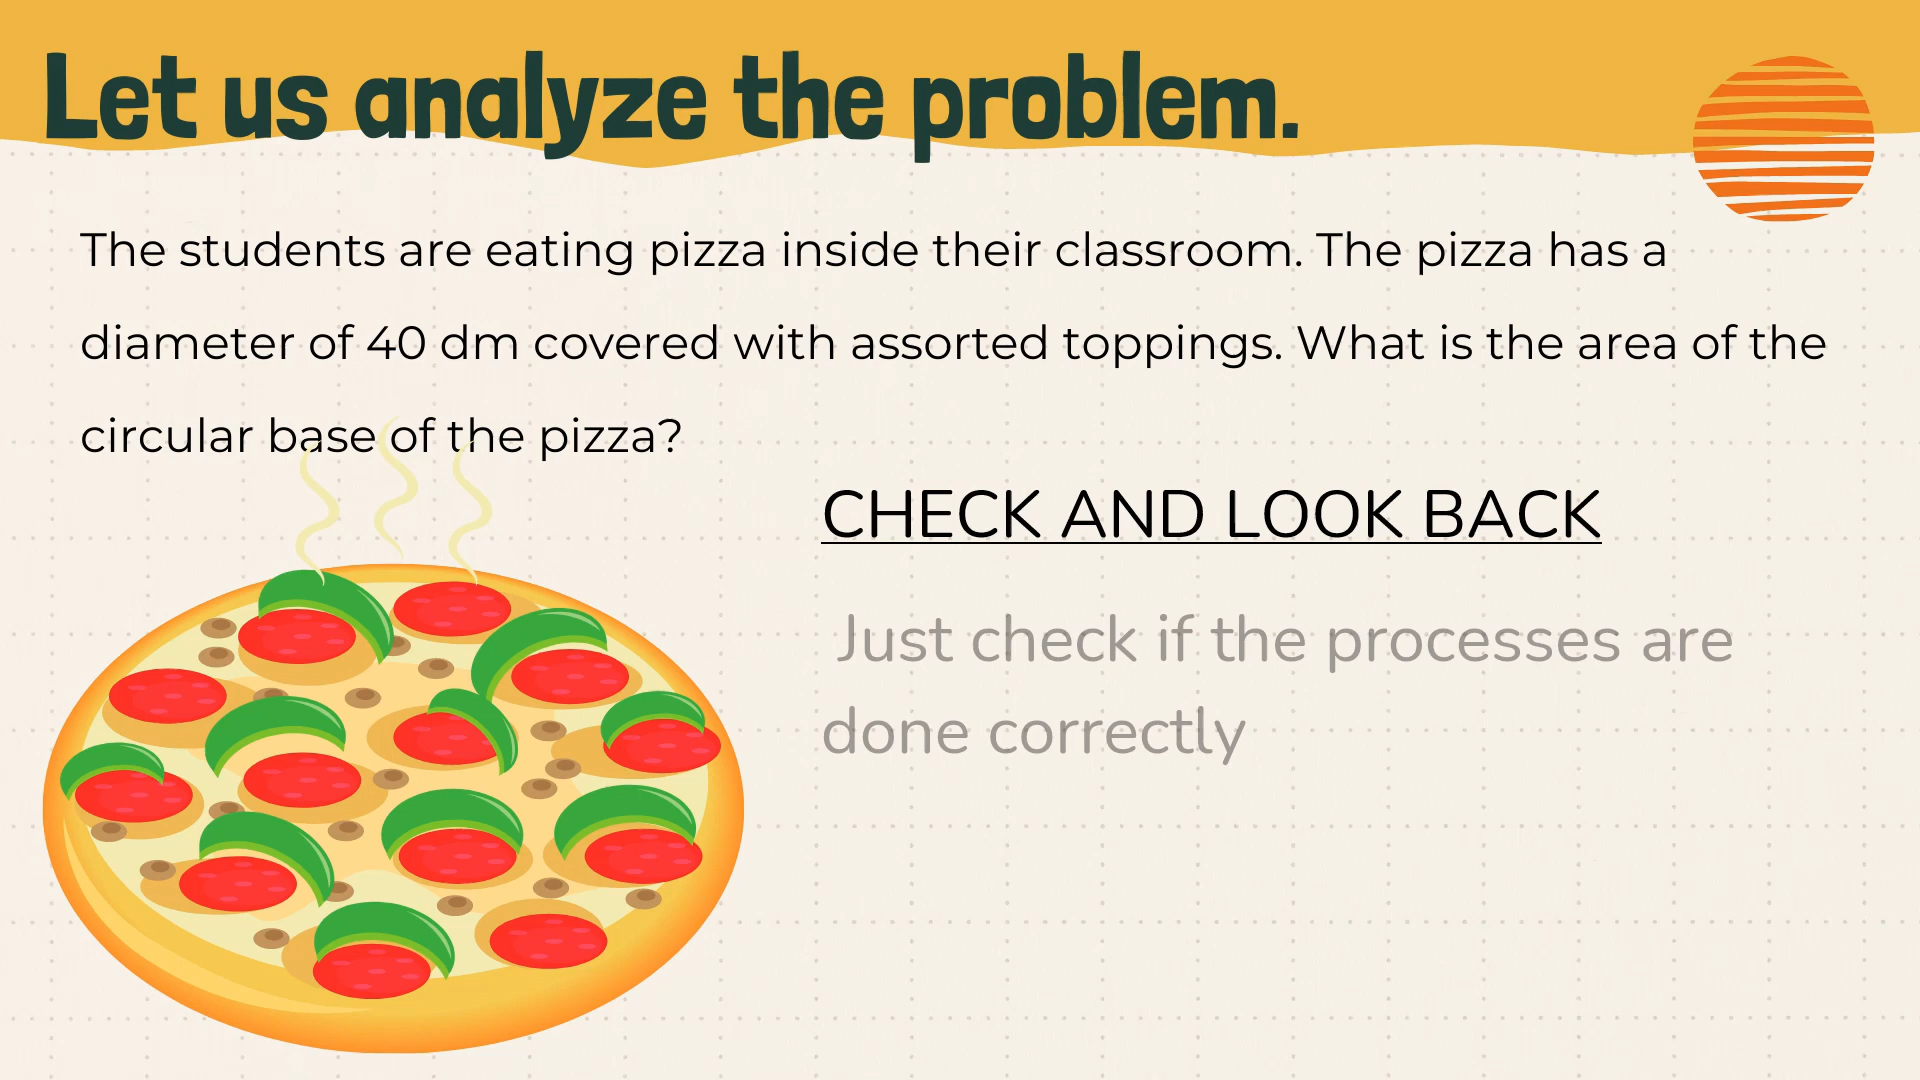 Let us analyze the problem.
The students are eating pizza inside their classroom. The pizza has a
diameter of 40 dm covered with assorted toppings. What is the area of the
circular base of the pizza?
CHECK AND LOOK BACK
Just check if the processes are
done correctly